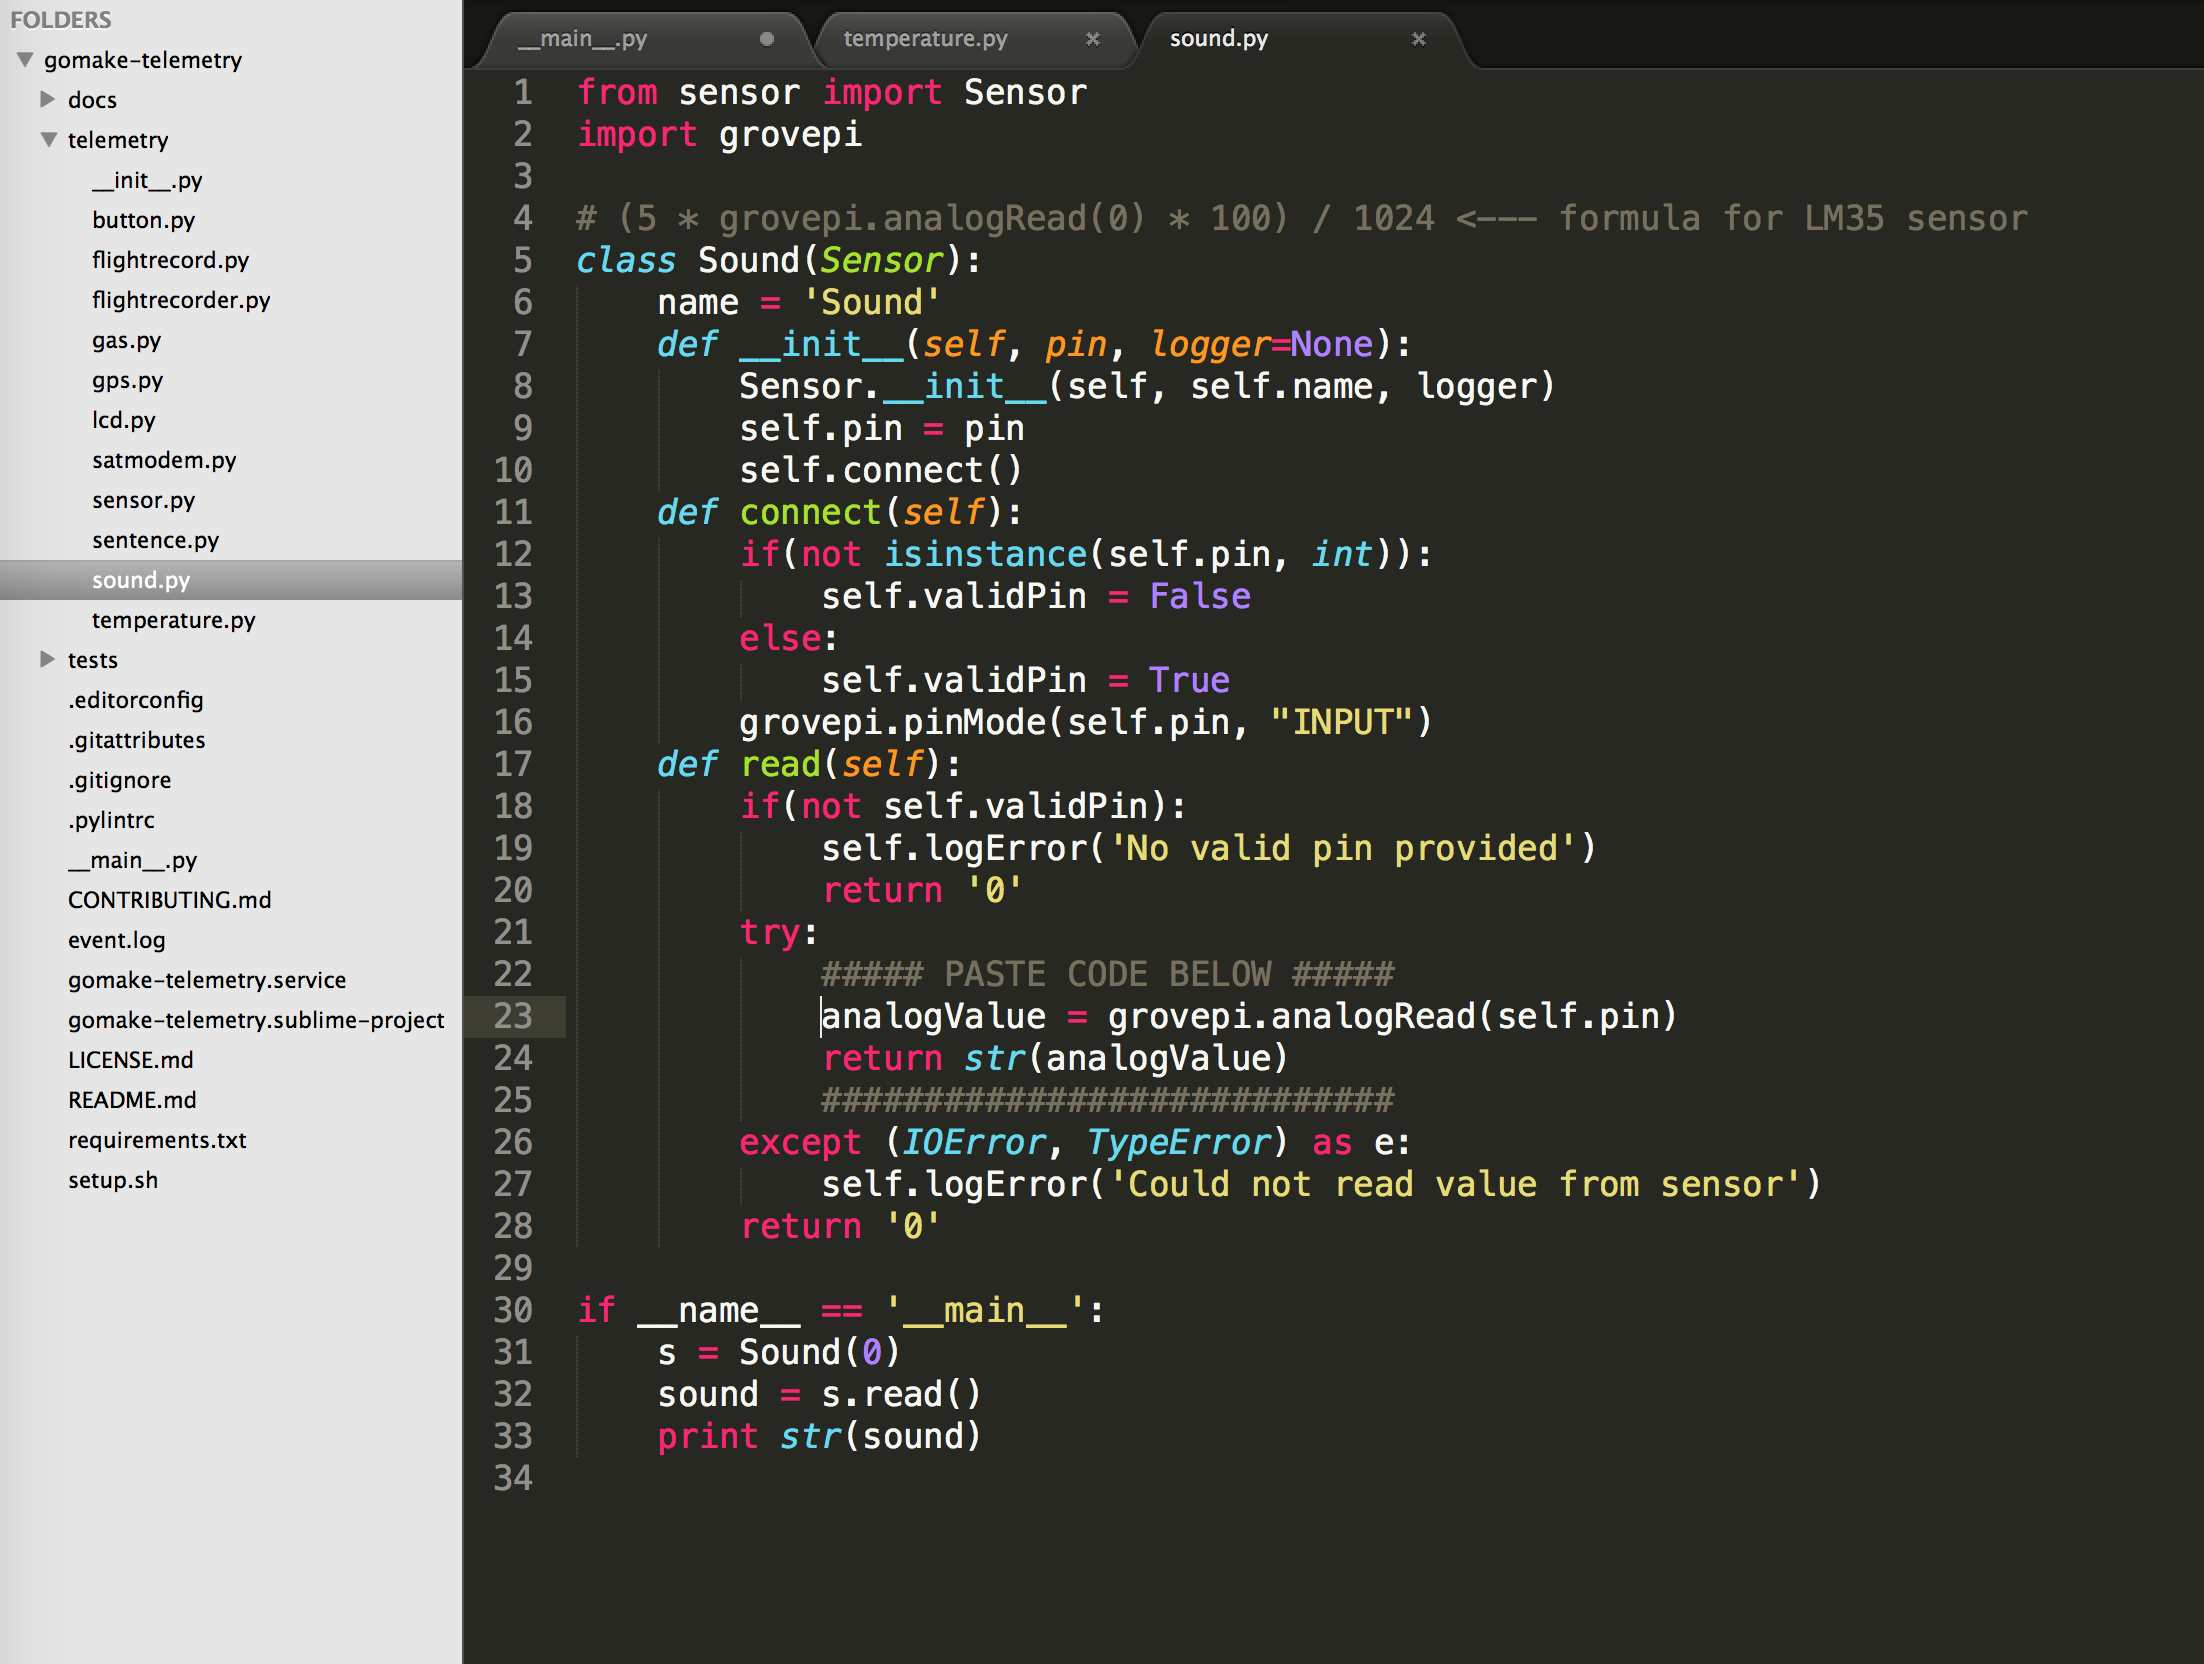 FOLDERS
gomake-telemetry
docs
telemetry
__init__.py
button.py
flightrecord.py
flightrecorder.py
gas.py
gps.py
lcd.py
satmodem.py
sensor.py
sentence.py
sound.py
temperature.py
tests
.editorconfig
.gitattributes
.gitignore
.pylintrc
__main__.py
CONTRIBUTING.md
event.log
gomake-telemetry.service
gomake-telemetry.sublime-project
LICENSE.md
README.md
requirements.txt
setup.sh
__main__.py temperature.py sound.py
1 from sensor import Sensor
2 import grovepi
3
4 # (5 * grovepi.analogRead(0) * 100) / 1024 <--- formula for LM35 sensor
5 class Sound(Sensor):
6     name = 'Sound'
7     def __init__(self, pin, logger=None):
8         Sensor.__init__(self, self.name, logger)
9         self.pin = pin
10         self.connect()
11     def connect(self):
12         if(not isinstance(self.pin, int)):
13             self.validPin = False
14         else:
15             self.validPin = True
16         grovepi.pinMode(self.pin, "INPUT")
17     def read(self):
18         if(not self.validPin):
19             self.logError('No valid pin provided')
20             return '0'
21         try:
22             ##### PASTE CODE BELOW #####
23             analogValue = grovepi.analogRead(self.pin)
24             return str(analogValue)
25             ############################
26         except (IOError, TypeError) as e:
27             self.logError('Could not read value from sensor')
28         return '0'
29
30 if __name__ == '__main__':
31     s = Sound(0)
32     sound = s.read()
33     print str(sound)
34